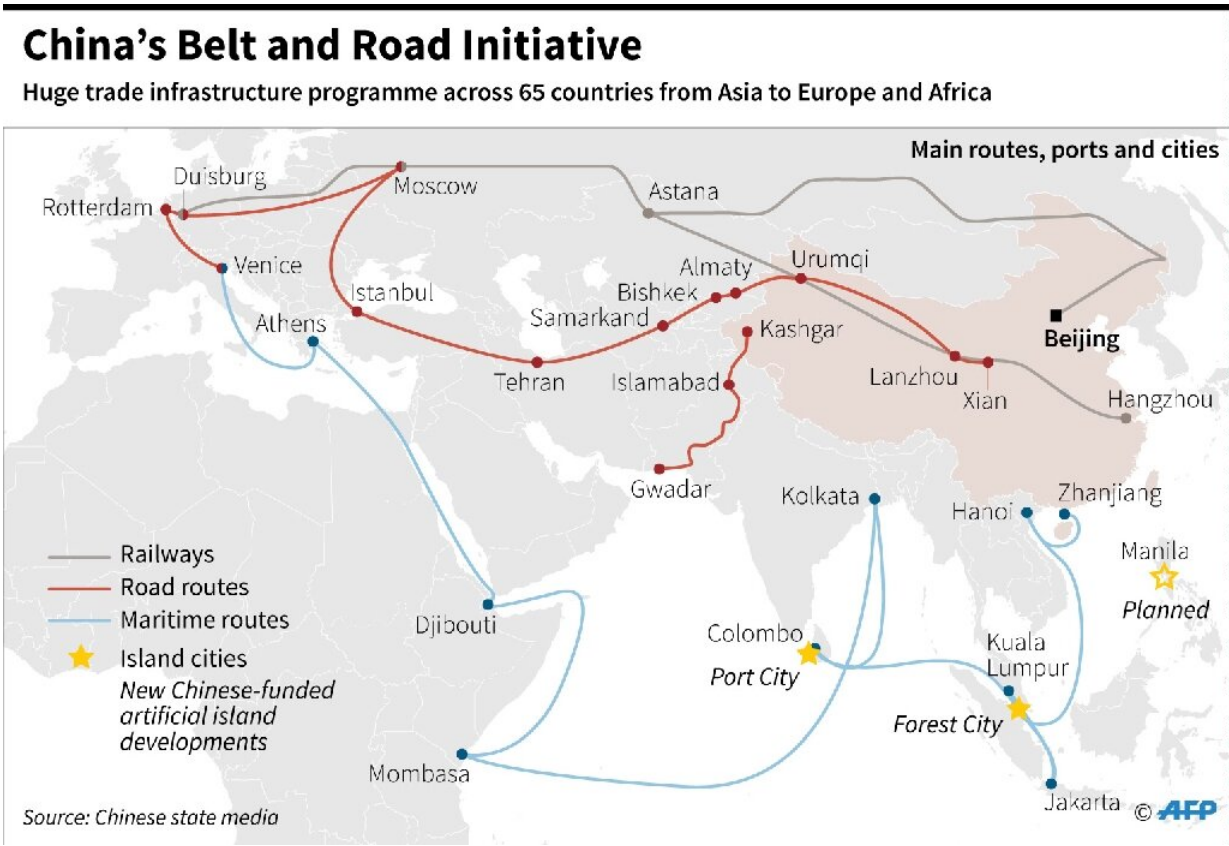 China's Belt and Road Initiative
Huge trade infrastructure programme across 65 countries from Asia to Europe and Africa
Main routes, ports and cities
Duisburg
Moscow
Rotterdam
Astana
Venice
Almaty
Urumqi
Istanbul
Bishkek
Athens
Samarkand
Kashgar
Beijing
Tehran
Islamabad
Lanzhou
Xian
Hangzhou
Gwadar
Kolkata
Hanoi
Zhanjiang
Manila
Planned
Railways
Road routes
Maritime routes
Island cities
New Chinese-funded
artificial island
developments
Djibouti
Colombo
Port City
Kuala
Lumpur
Forest City
Mombasa
Jakarta
Source: Chinese state media
© AFP